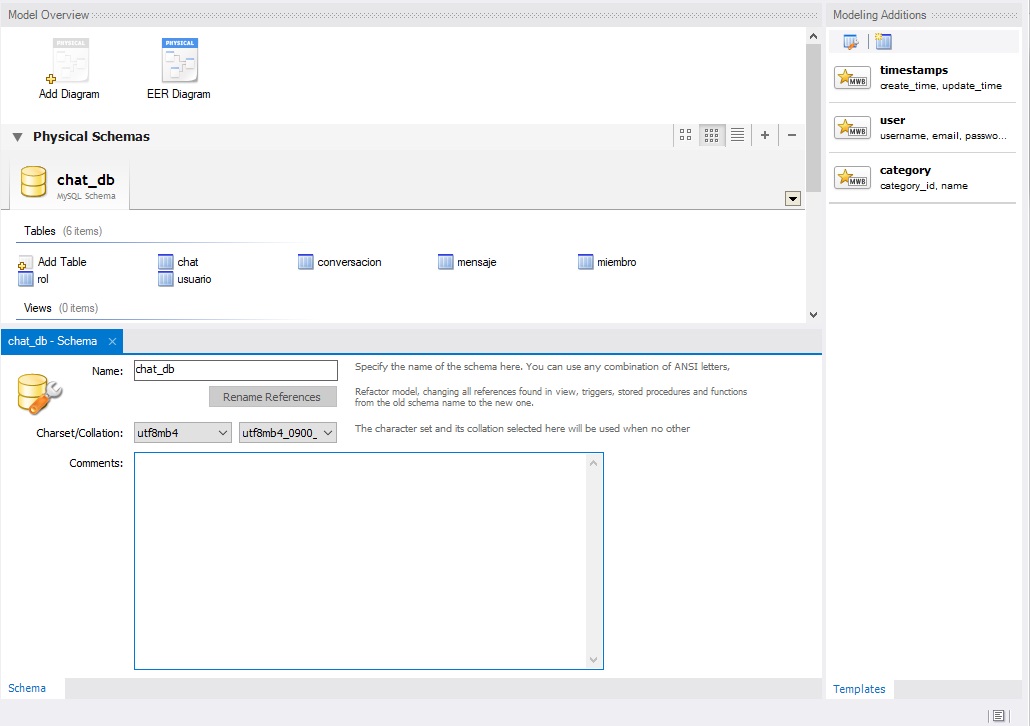 Model Overview
PHYSICAL
Add Diagram
PHYSICAL
EER Diagram
Physical Schemas
chat_db
MySQL Schema
Tables (6 items)
Add Table
chat
conversacion
mensaje
miembro
rol
usuario
Views (0 items)
chat_db - Schema
Name:
chat_db
Specify the name of the schema here. You can use any combination of ANSI letters,
Rename References
Refactor model, changing all references found in view, triggers, stored procedures and functions
from the old schema name to the new one.
Charset/Collation:
utf8mb4
utf8mb4_0900_
The character set and its collation selected here will be used when no other
Comments:
Schema
Modeling Additions
MWB
timestamps
create_time, update_time
MWB
user
username, email, passwo...
MWB
category
category_id, name
Templates